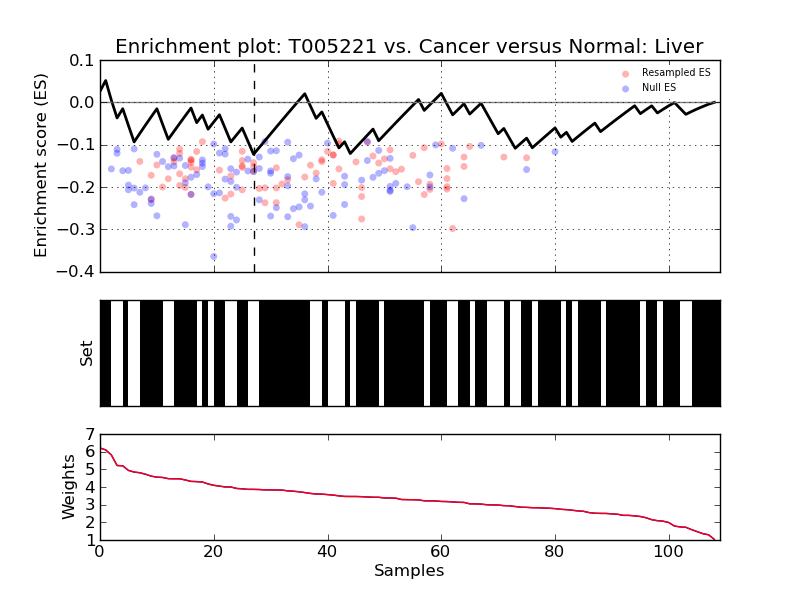 Enrichment plot: T005221 vs. Cancer versus Normal: Liver
0.1
0.0
−0.1
−0.2
−0.3
−0.4
Enrichment score (ES)
Resampled ES
Null ES
Set
7
6
5
4
3
2
1
Weights
0 20 40 60 80 100
Samples